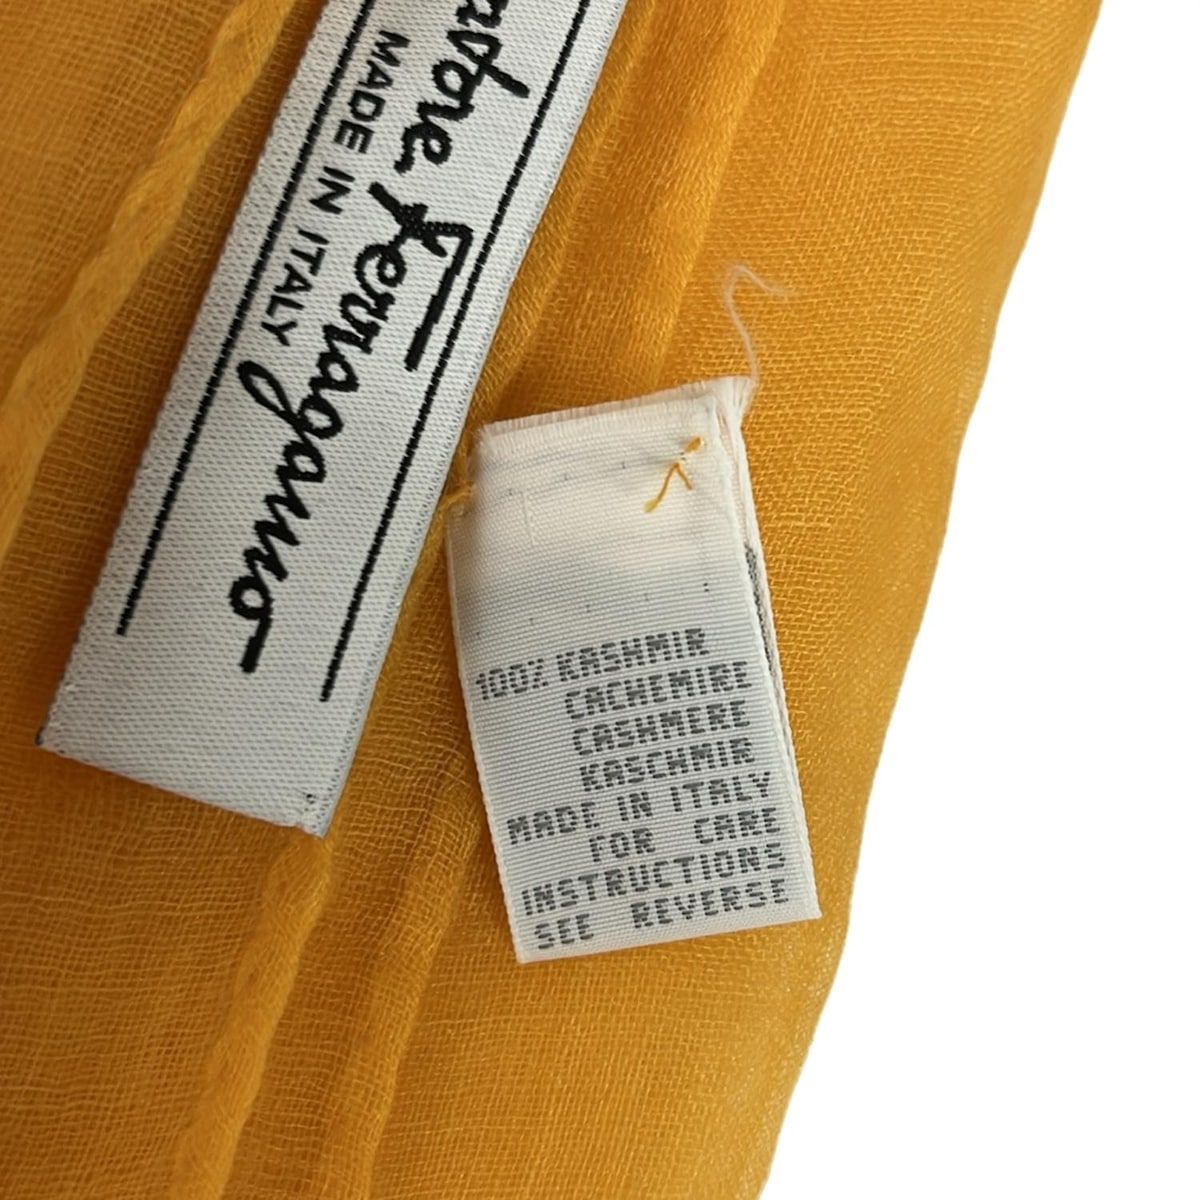 Ferragamo
MADE IN ITALY
100% KASHMIR
CACHEMIRE
CASHMERE
KASCHMIR
MADE IN ITALY
FOR CARE
INSTRUCTIONS
SEE REVERSE